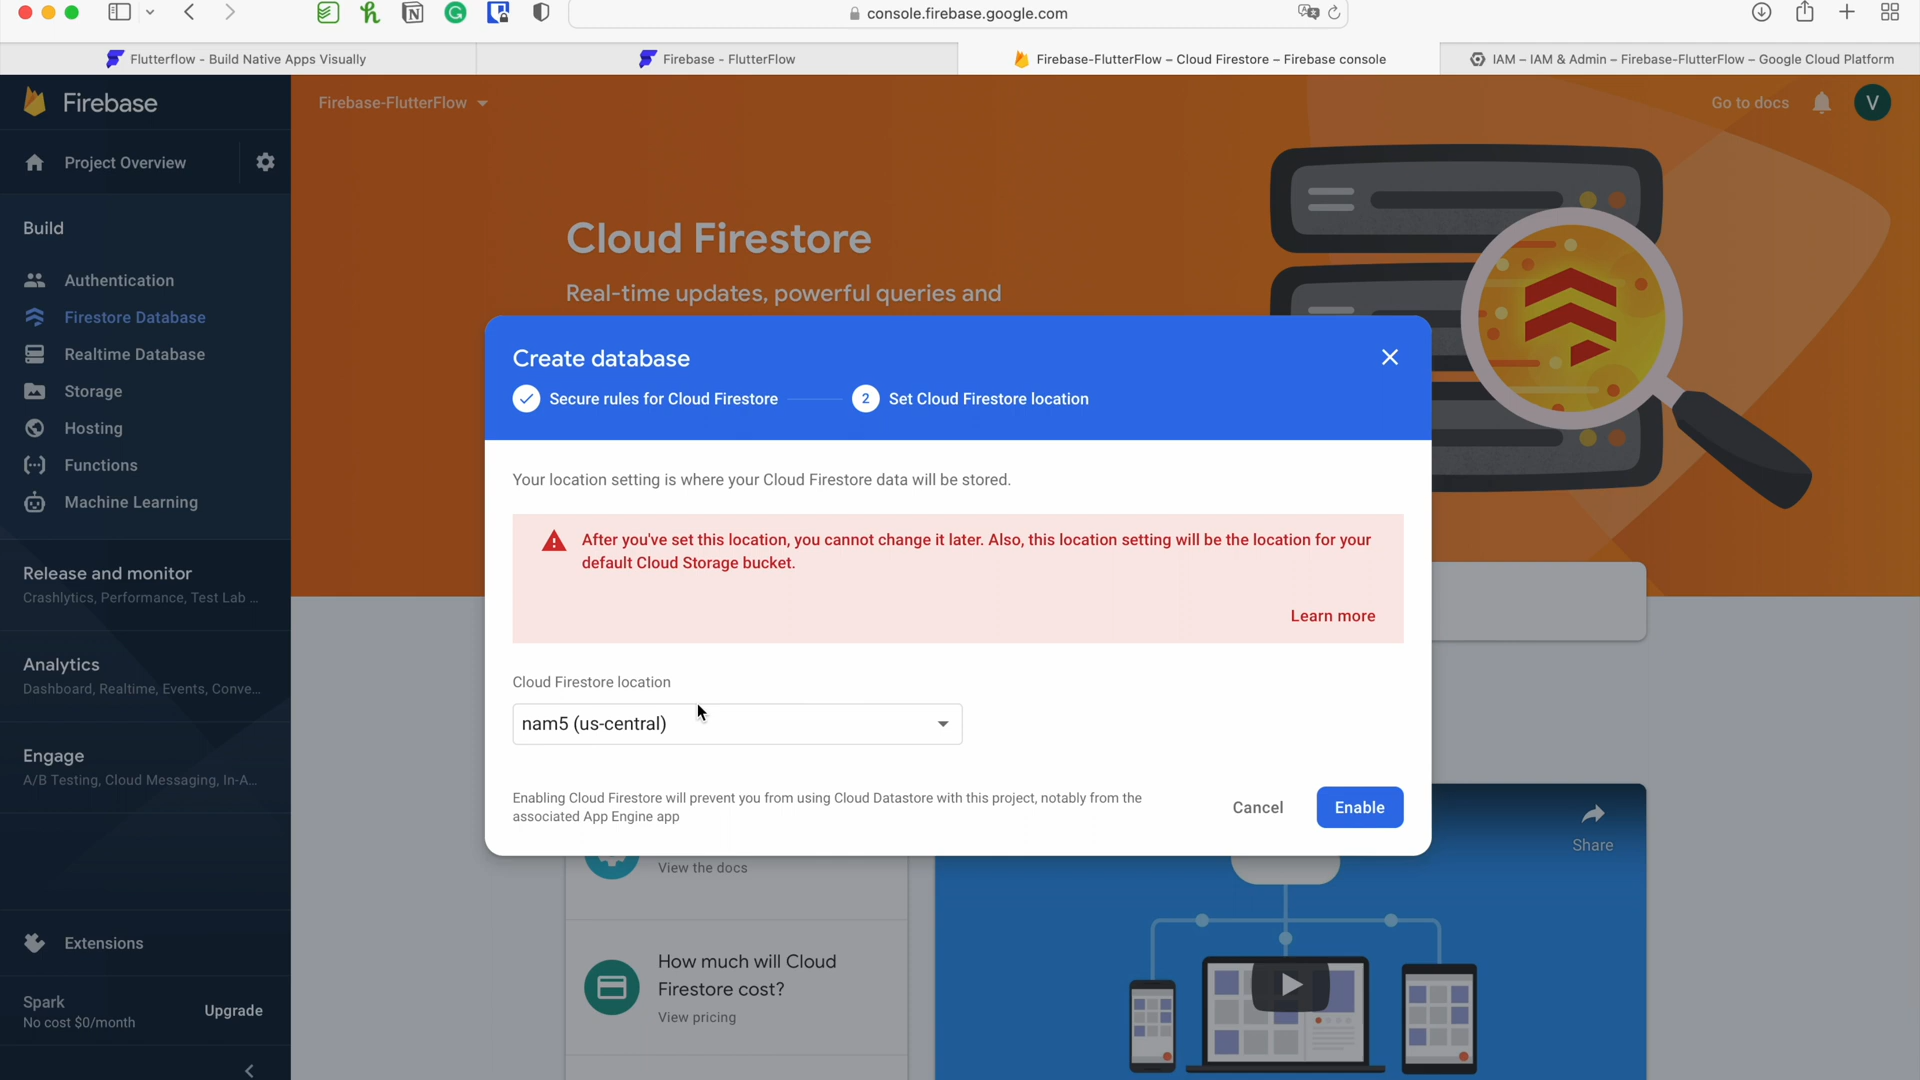 console.firebase.google.com
Flutterflow - Build Native Apps Visually
Firebase - FlutterFlow
Firebase-FlutterFlow – Cloud Firestore – Firebase console
IAM – IAM & Admin – Firebase-FlutterFlow – Google Cloud Platform
Firebase
Firebase-FlutterFlow
Go to docs
V
Project Overview
Build
Authentication
Firestore Database
Realtime Database
Storage
Hosting
Functions
Machine Learning
Release and monitor
Crashlytics, Performance, Test Lab ...
Analytics
Dashboard, Realtime, Events, Conve...
Engage
A/B Testing, Cloud Messaging, In-A...
Extensions
Spark
No cost $0/month
Upgrade
Cloud Firestore
Real-time updates, powerful queries and
Create database
Secure rules for Cloud Firestore
2 Set Cloud Firestore location
Your location setting is where your Cloud Firestore data will be stored.
After you've set this location, you cannot change it later. Also, this location setting will be the location for your
default Cloud Storage bucket.
Learn more
Cloud Firestore location
nam5 (us-central)
Enabling Cloud Firestore will prevent you from using Cloud Datastore with this project, notably from the
associated App Engine app
Cancel
Enable
View the docs
How much will Cloud
Firestore cost?
View pricing
Share